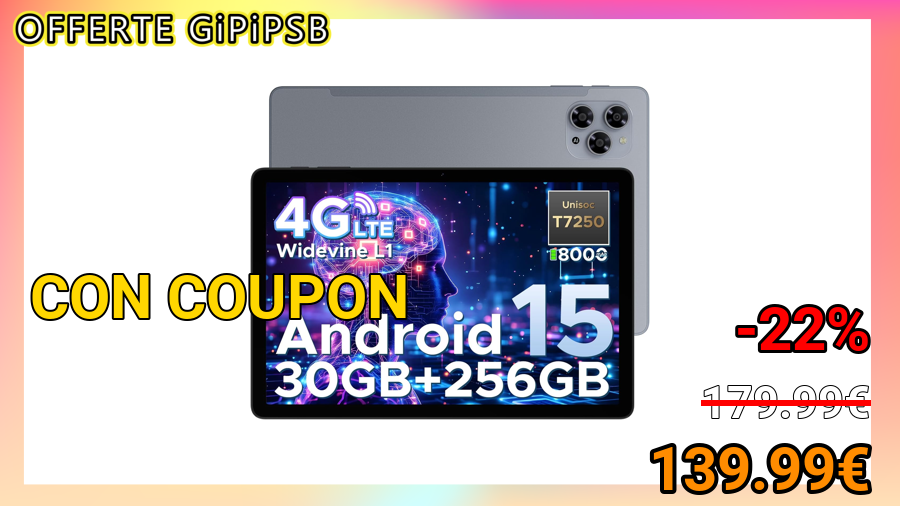 OFFERTE GiPiPSB
4G LTE
Widevine L1
Unisoc
T7250
CON COUPON
Android 15
30GB+256GB
-22%
179.99€
139.99€